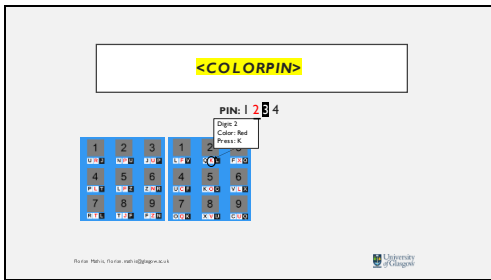 <COLORPIN>
PIN: 1 2 3 4
Digit: 2
Color: Red
Press: K
1 2 3 1 2 3
U N J N P U J U P L F V K L F O
4 5 6 4 5 6
P L T L P Z Z N R U C F K O C V L X
7 8 9 7 8 9
R T L T J P P Z N O D K X V U C U O
Florian Mathis, florian.mathis@glasgow.ac.uk
University
of Glasgow